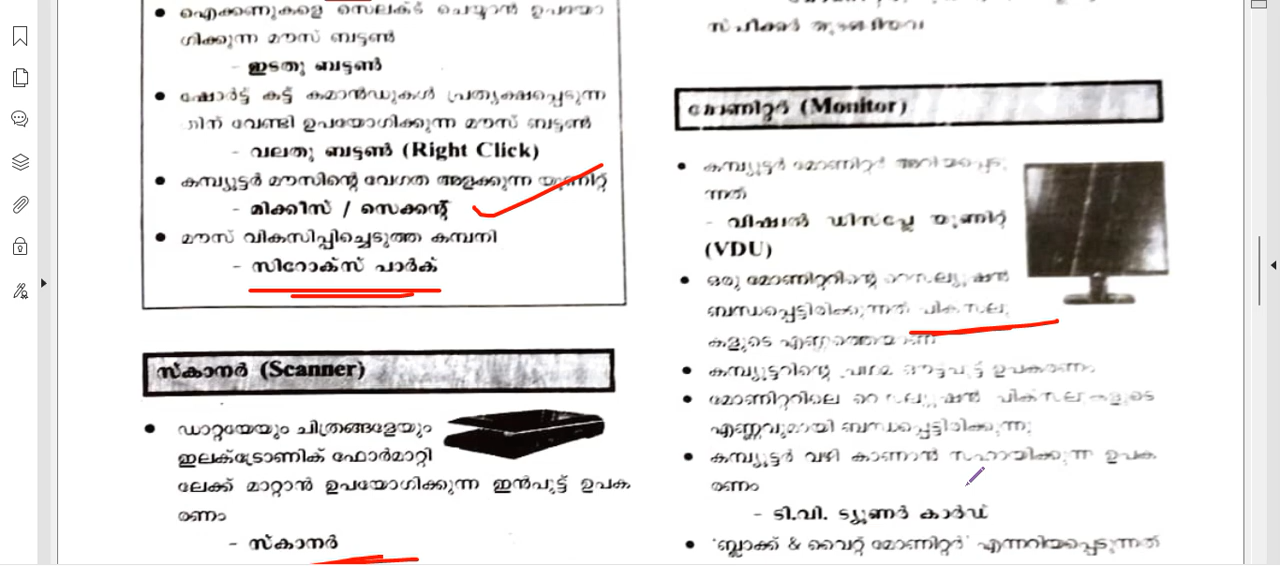 ഐക്കണുകളെ സെലക്ട് ചെയ്യാൻ ഉപയോ
ഗിക്കുന്ന മൗസ് ബട്ടൺ
- ഇടതു ബട്ടൺ
ഷോർട്ട് കട്ട് കമാൻഡുകൾ പ്രത്യക്ഷപ്പെടുന്ന
തിന് വേണ്ടി ഉപയോഗിക്കുന്ന മൗസ് ബട്ടൺ
- വലതു ബട്ടൺ (Right Click)
കമ്പ്യൂട്ടർ മൗസിന്റെ വേഗത അളക്കുന്ന യൂണിറ്റ്
- മിക്കീസ് / സെക്കന്റ്
മൗസ് വികസിപ്പിച്ചെടുത്ത കമ്പനി
- സിറോക്സ് പാർക്
സ്കാനർ (Scanner)
ഡാറ്റയേയും ചിത്രങ്ങളേയും
ഇലക്ട്രോണിക് ഫോർമാറ്റി
ലേക്ക് മാറ്റാൻ ഉപയോഗിക്കുന്ന ഇൻപുട്ട് ഉപക
രണം
- സ്കാനർ
സ്പീക്കർ തുടങ്ങിയവ
മോണിറ്റർ (Monitor)
കമ്പ്യൂട്ടർ മോണിറ്റർ അറിയപ്പെടു
ന്നത്
- വിഷ്വൽ ഡിസ്പ്ലേ യൂണിറ്റ്
(VDU)
ഒരു മോണിറ്ററിന്റെ റെസല്യൂഷൻ
ബന്ധപ്പെട്ടിരിക്കുന്നത് പിക്സലു
കളുടെ എണ്ണത്തെയാണ്
കമ്പ്യൂട്ടറിന്റെ പ്രഥമ ഔട്ട്പുട്ട് ഉപകരണം
മോണിറ്ററിലെ റെസല്യൂഷൻ പിക്സലുകളുടെ
എണ്ണവുമായി ബന്ധപ്പെട്ടിരിക്കുന്നു
കമ്പ്യൂട്ടർ വഴി കാണാൻ സഹായിക്കുന്ന ഉപക
രണം
- ടി.വി. ട്യൂണർ കാർഡ്
'ബ്ലാക്ക് & വൈറ്റ് മോണിറ്റർ' എന്നറിയപ്പെടുന്നത്